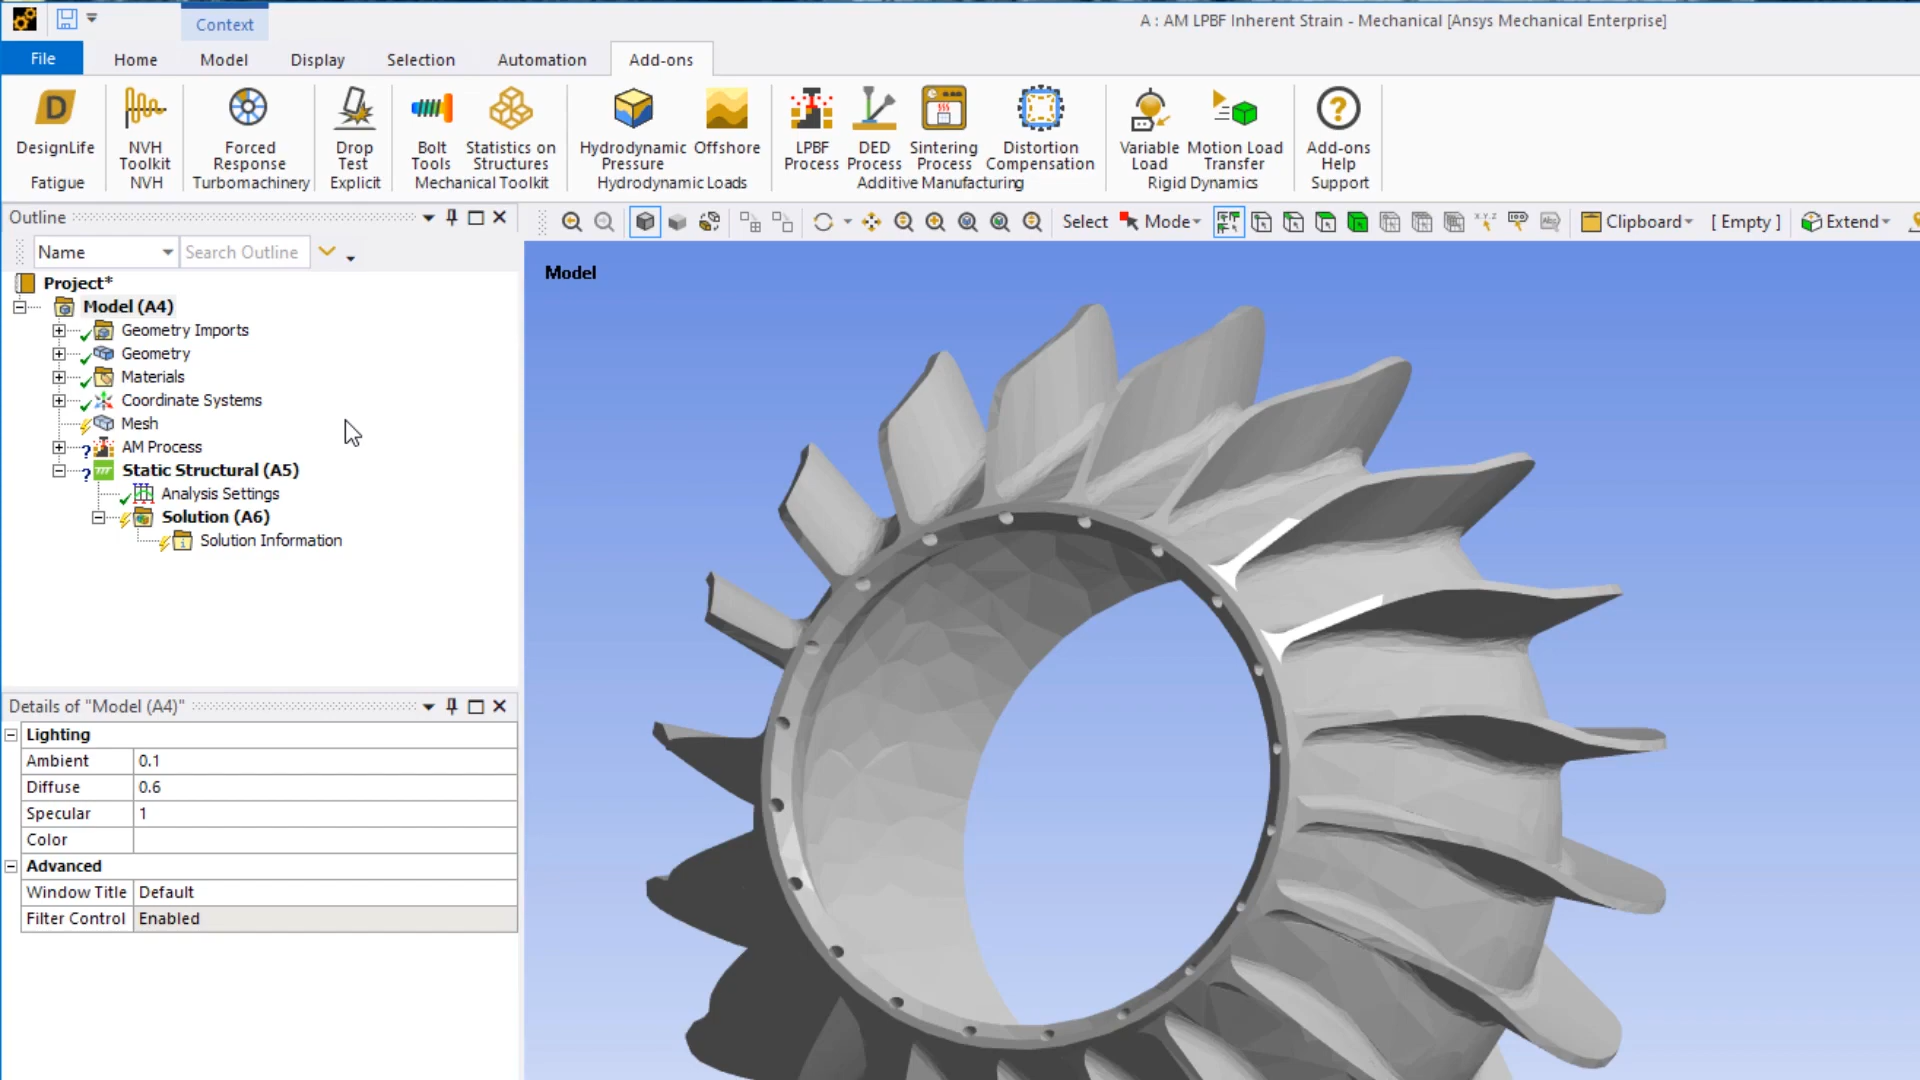 Context
A : AM LPBF Inherent Strain - Mechanical [Ansys Mechanical Enterprise]
File
Home
Model
Display
Selection
Automation
Add-ons
DesignLife
Fatigue
NVH
Toolkit
NVH
Forced
Response
Turbomachinery
Drop
Test
Explicit
Bolt
Tools
Statistics on
Structures
Mechanical Toolkit
Hydrodynamic
Pressure
Offshore
Hydrodynamic Loads
LPBF
Process
DED
Process
Sintering
Process
Distortion
Compensation
Additive Manufacturing
Variable
Load
Motion Load
Transfer
Rigid Dynamics
Add-ons
Help
Support
Outline
Select
Mode
Clipboard
[ Empty ]
Extend
Name
Search Outline
Project*
Model (A4)
Geometry Imports
Geometry
Materials
Coordinate Systems
Mesh
AM Process
Static Structural (A5)
Analysis Settings
Solution (A6)
Solution Information
Details of "Model (A4)"
Lighting
Ambient 0.1
Diffuse 0.6
Specular 1
Color
Advanced
Window Title Default
Filter Control Enabled
Model